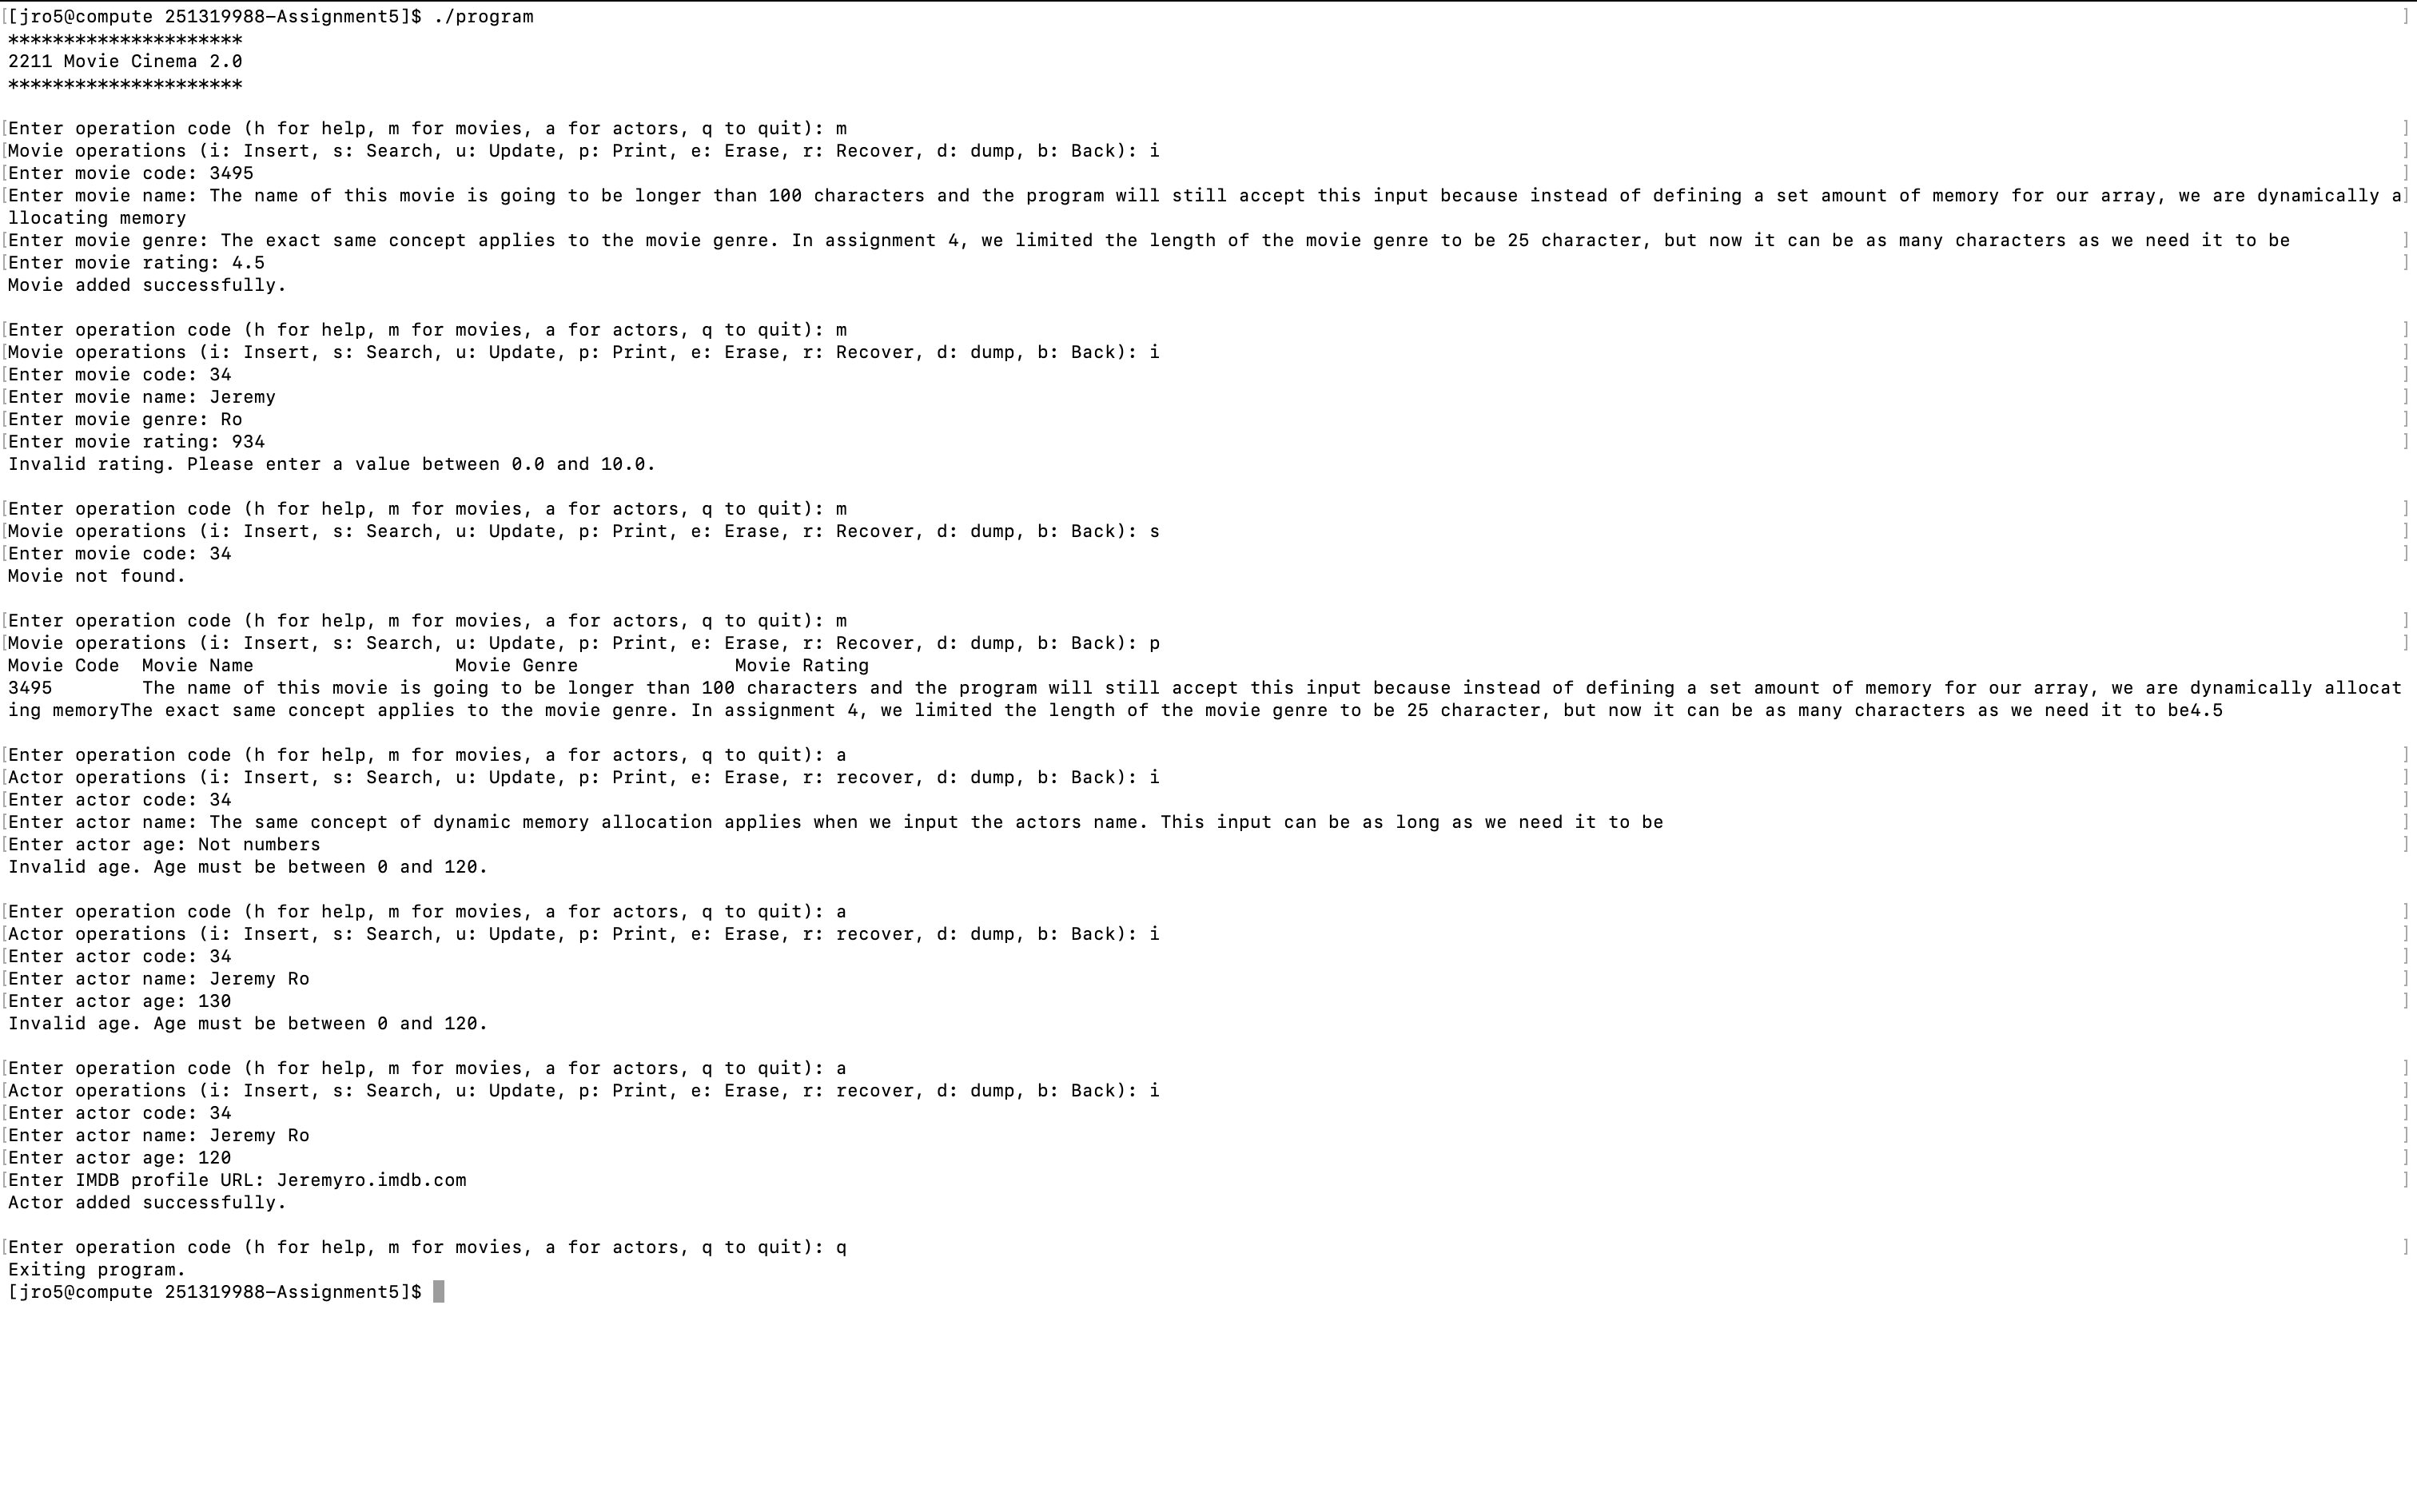 [[jro5@compute 251319988-Assignment5]$ ./program ]
*********************
2211 Movie Cinema 2.0
*********************
[Enter operation code (h for help, m for movies, a for actors, q to quit): m ]
[Movie operations (i: Insert, s: Search, u: Update, p: Print, e: Erase, r: Recover, d: dump, b: Back): i ]
[Enter movie code: 3495 ]
[Enter movie name: The name of this movie is going to be longer than 100 characters and the program will still accept this input because instead of defining a set amount of memory for our array, we are dynamically a]
llocating memory
[Enter movie genre: The exact same concept applies to the movie genre. In assignment 4, we limited the length of the movie genre to be 25 character, but now it can be as many characters as we need it to be ]
[Enter movie rating: 4.5 ]
Movie added successfully.
[Enter operation code (h for help, m for movies, a for actors, q to quit): m ]
[Movie operations (i: Insert, s: Search, u: Update, p: Print, e: Erase, r: Recover, d: dump, b: Back): i ]
[Enter movie code: 34 ]
[Enter movie name: Jeremy ]
[Enter movie genre: Ro ]
[Enter movie rating: 934 ]
Invalid rating. Please enter a value between 0.0 and 10.0.
[Enter operation code (h for help, m for movies, a for actors, q to quit): m ]
[Movie operations (i: Insert, s: Search, u: Update, p: Print, e: Erase, r: Recover, d: dump, b: Back): s ]
[Enter movie code: 34 ]
Movie not found.
[Enter operation code (h for help, m for movies, a for actors, q to quit): m ]
[Movie operations (i: Insert, s: Search, u: Update, p: Print, e: Erase, r: Recover, d: dump, b: Back): p ]
Movie Code  Movie Name                  Movie Genre              Movie Rating
3495        The name of this movie is going to be longer than 100 characters and the program will still accept this input because instead of defining a set amount of memory for our array, we are dynamically allocat
ing memoryThe exact same concept applies to the movie genre. In assignment 4, we limited the length of the movie genre to be 25 character, but now it can be as many characters as we need it to be4.5
[Enter operation code (h for help, m for movies, a for actors, q to quit): a ]
[Actor operations (i: Insert, s: Search, u: Update, p: Print, e: Erase, r: recover, d: dump, b: Back): i ]
[Enter actor code: 34 ]
[Enter actor name: The same concept of dynamic memory allocation applies when we input the actors name. This input can be as long as we need it to be ]
[Enter actor age: Not numbers ]
Invalid age. Age must be between 0 and 120.
[Enter operation code (h for help, m for movies, a for actors, q to quit): a ]
[Actor operations (i: Insert, s: Search, u: Update, p: Print, e: Erase, r: recover, d: dump, b: Back): i ]
[Enter actor code: 34 ]
[Enter actor name: Jeremy Ro ]
[Enter actor age: 130 ]
Invalid age. Age must be between 0 and 120.
[Enter operation code (h for help, m for movies, a for actors, q to quit): a ]
[Actor operations (i: Insert, s: Search, u: Update, p: Print, e: Erase, r: recover, d: dump, b: Back): i ]
[Enter actor code: 34 ]
[Enter actor name: Jeremy Ro ]
[Enter actor age: 120 ]
[Enter IMDB profile URL: Jeremyro.imdb.com ]
Actor added successfully.
[Enter operation code (h for help, m for movies, a for actors, q to quit): q ]
Exiting program.
[jro5@compute 251319988-Assignment5]$